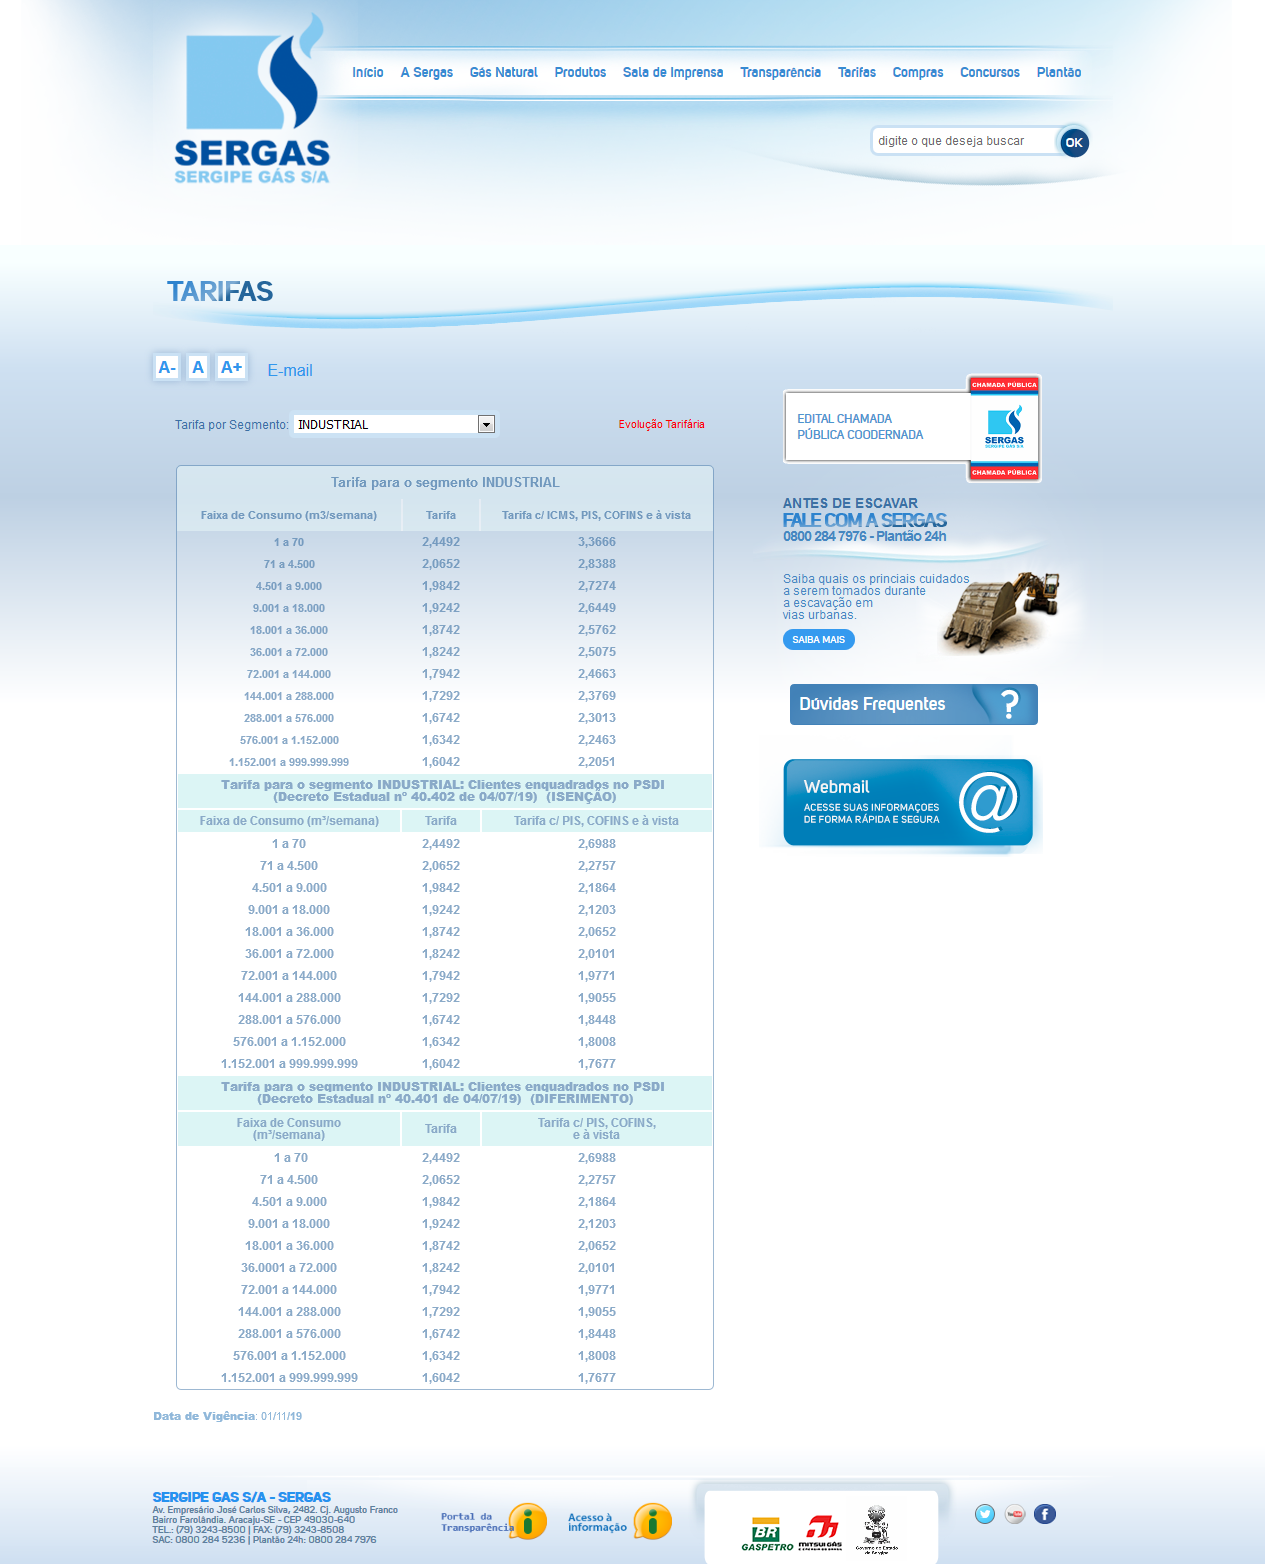 SERGAS
SERGIPE GÁS S/A
Início A Sergas Gás Natural Produtos Sala de Imprensa Transparência Tarifas Compras Concursos Plantão
digite o que deseja buscar OK
TARIFAS
A- A A+ E-mail
Tarifa por Segmento: INDUSTRIAL Evolução Tarifária
Tarifa para o segmento INDUSTRIAL
Faixa de Consumo (m3/semana) Tarifa Tarifa c/ ICMS, PIS, COFINS e à vista
1 a 70 2,4492 3,3666
71 a 4.500 2,0652 2,8388
4.501 a 9.000 1,9842 2,7274
9.001 a 18.000 1,9242 2,6449
18.001 a 36.000 1,8742 2,5762
36.001 a 72.000 1,8242 2,5075
72.001 a 144.000 1,7942 2,4663
144.001 a 288.000 1,7292 2,3769
288.001 a 576.000 1,6742 2,3013
576.001 a 1.152.000 1,6342 2,2463
1.152.001 a 999.999.999 1,6042 2,2051
Tarifa para o segmento INDUSTRIAL: Clientes enquadrados no PSDI
(Decreto Estadual nº 40.402 de 04/07/19) (ISENÇÃO)
Faixa de Consumo (m³/semana) Tarifa Tarifa c/ PIS, COFINS e à vista
1 a 70 2,4492 2,6988
71 a 4.500 2,0652 2,2757
4.501 a 9.000 1,9842 2,1864
9.001 a 18.000 1,9242 2,1203
18.001 a 36.000 1,8742 2,0652
36.001 a 72.000 1,8242 2,0101
72.001 a 144.000 1,7942 1,9771
144.001 a 288.000 1,7292 1,9055
288.001 a 576.000 1,6742 1,8448
576.001 a 1.152.000 1,6342 1,8008
1.152.001 a 999.999.999 1,6042 1,7677
Tarifa para o segmento INDUSTRIAL: Clientes enquadrados no PSDI
(Decreto Estadual nº 40.401 de 04/07/19) (DIFERIMENTO)
Faixa de Consumo
(m³/semana) Tarifa Tarifa c/ PIS, COFINS,
e à vista
1 a 70 2,4492 2,6988
71 a 4.500 2,0652 2,2757
4.501 a 9.000 1,9842 2,1864
9.001 a 18.000 1,9242 2,1203
18.001 a 36.000 1,8742 2,0652
36.0001 a 72.000 1,8242 2,0101
72.001 a 144.000 1,7942 1,9771
144.001 a 288.000 1,7292 1,9055
288.001 a 576.000 1,6742 1,8448
576.001 a 1.152.000 1,6342 1,8008
1.152.001 a 999.999.999 1,6042 1,7677
Data de Vigência: 01/11/19
CHAMADA PÚBLICA
EDITAL CHAMADA
PÚBLICA COODERNADA
SERGAS
SERGIPE GÁS S/A
CHAMADA PÚBLICA
ANTES DE ESCAVAR
FALE COM A SERGAS
0800 284 7976 - Plantão 24h
Saiba quais os princiais cuidados
a serem tomados durante
a escavação em
vias urbanas.
SAIBA MAIS
Dúvidas Frequentes ?
Webmail
ACESSE SUAS INFORMAÇOES
DE FORMA RÁPIDA E SEGURA
@
SERGIPE GAS S/A - SERGAS
Av. Empresário José Carlos Silva, 2482. Cj. Augusto Franco
Bairro Farolândia. Aracaju-SE - CEP 49030-640
TEL.: (79) 3243-8500 | FAX: (79) 3243-8508
SAC: 0800 284 5236 | Plantão 24h: 0800 284 7976
Portal da
Transparência
Acesso à
informação
BR
GASPETRO
MITSUI GÁS
E ENERGIA DO BRASIL
Governo do Estado
de Sergipe